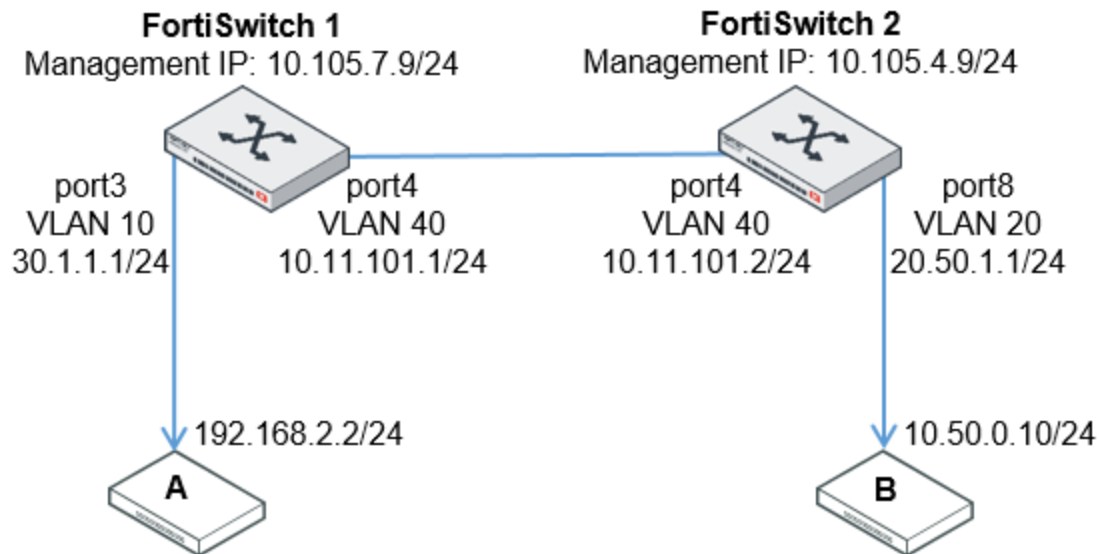 FortiSwitch 1
Management IP: 10.105.7.9/24
FortiSwitch 2
Management IP: 10.105.4.9/24
port3
VLAN 10
30.1.1.1/24
port4
VLAN 40
10.11.101.1/24
port4
VLAN 40
10.11.101.2/24
port8
VLAN 20
20.50.1.1/24
192.168.2.2/24
A
10.50.0.10/24
B